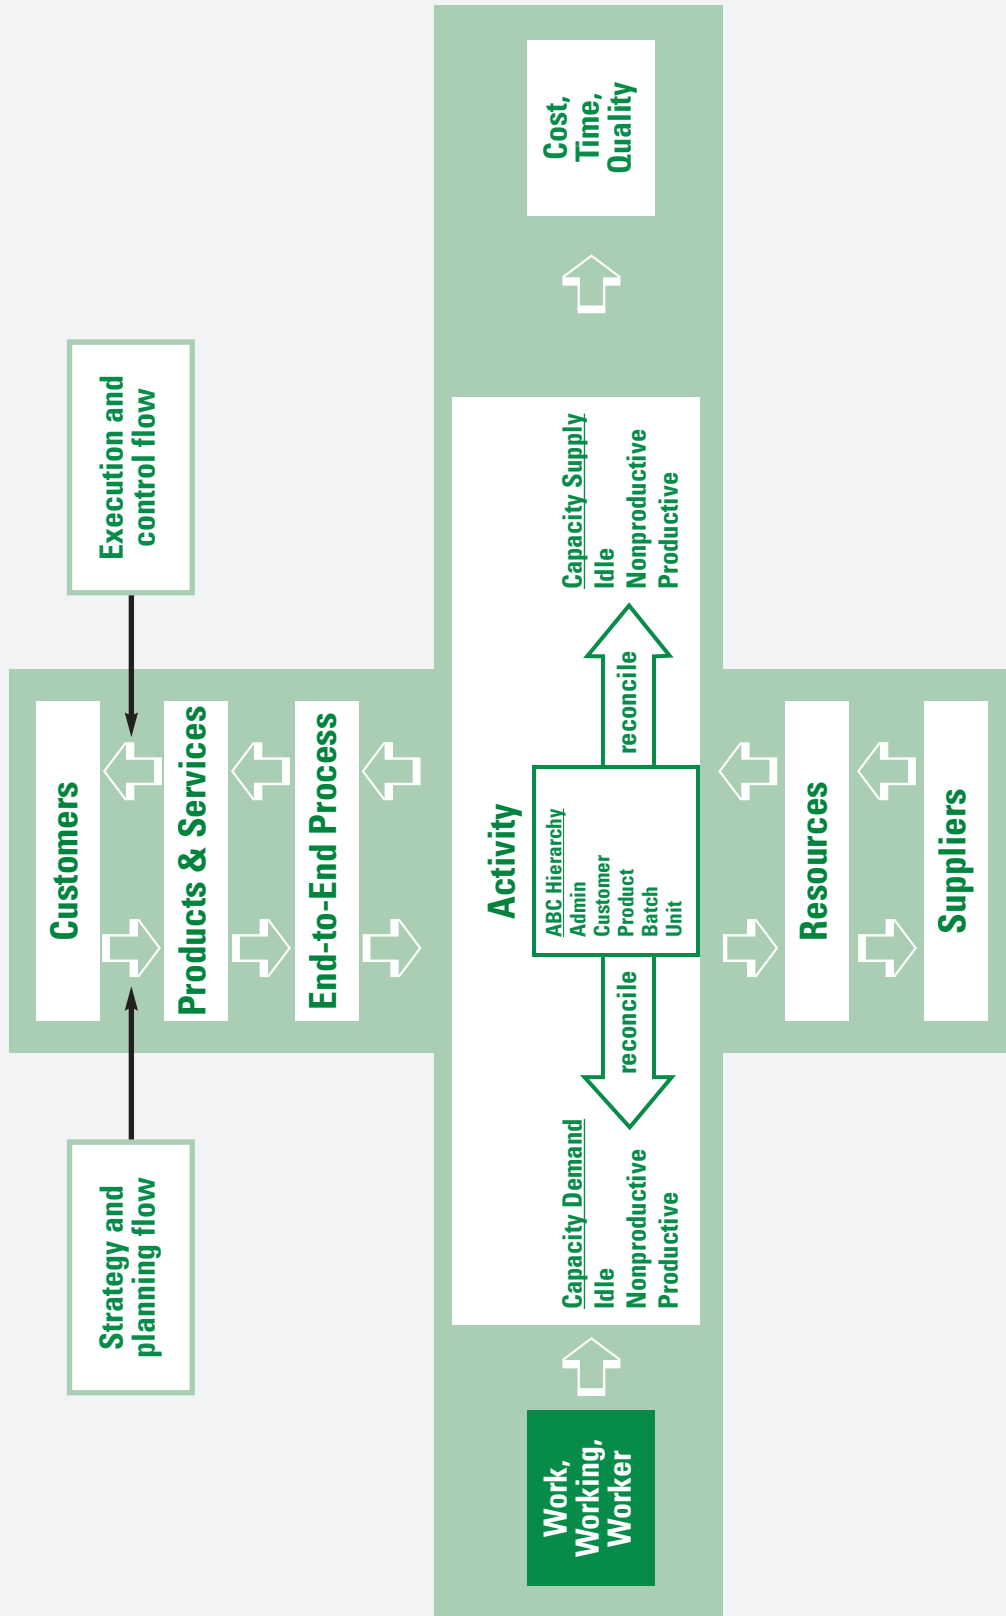 Strategy and
planning flow
Execution and
control flow
Customers
Products & Services
End-to-End Process
Work,
Working,
Worker
Activity
Capacity Demand
Idle
Nonproductive
Productive
reconcile
ABC Hierarchy
Admin
Customer
Product
Batch
Unit
reconcile
Capacity Supply
Idle
Nonproductive
Productive
Cost,
Time,
Quality
Resources
Suppliers